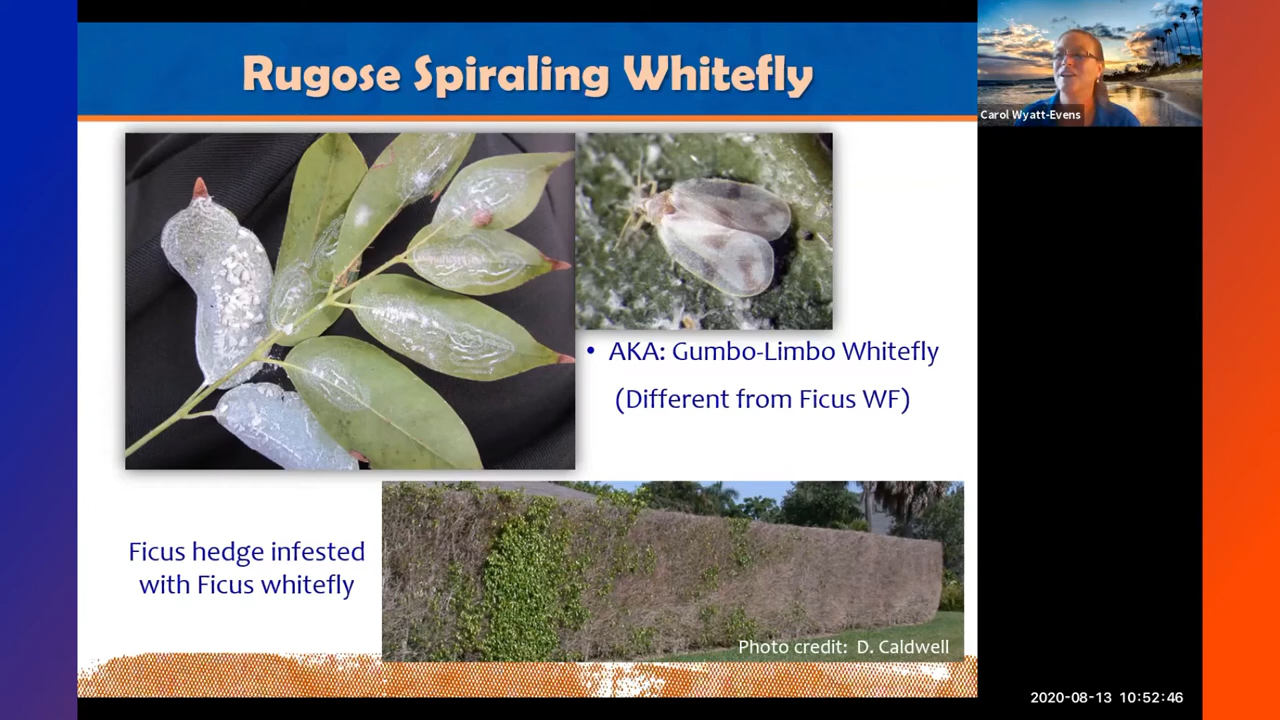 Rugose Spiraling Whitefly
Carol Wyatt-Evens
• AKA: Gumbo-Limbo Whitefly
(Different from Ficus WF)
Ficus hedge infested
with Ficus whitefly
Photo credit: D. Caldwell
2020-08-13 10:52:46